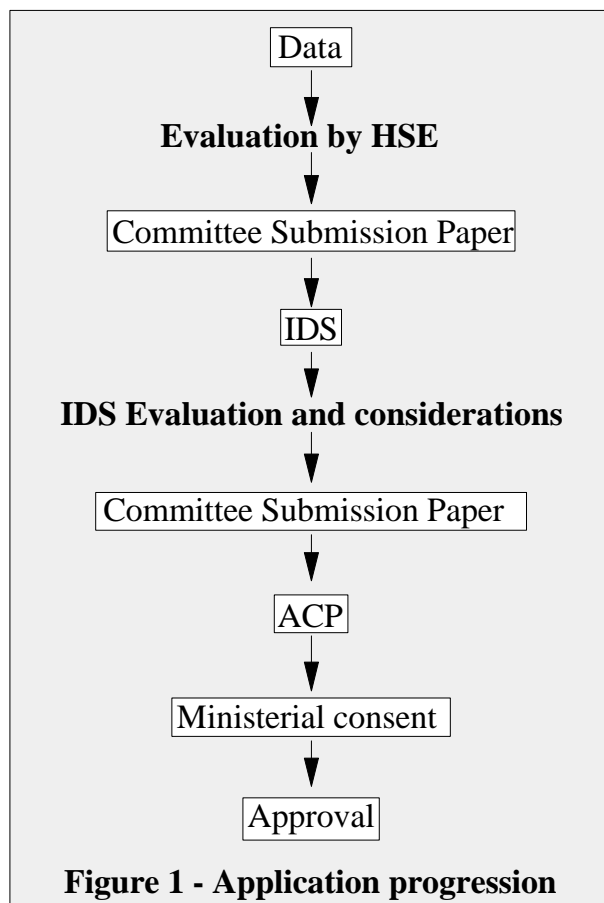 Data
Evaluation by HSE
Committee Submission Paper
IDS
IDS Evaluation and considerations
Committee Submission Paper
ACP
Ministerial consent
Approval
Figure 1 - Application progression